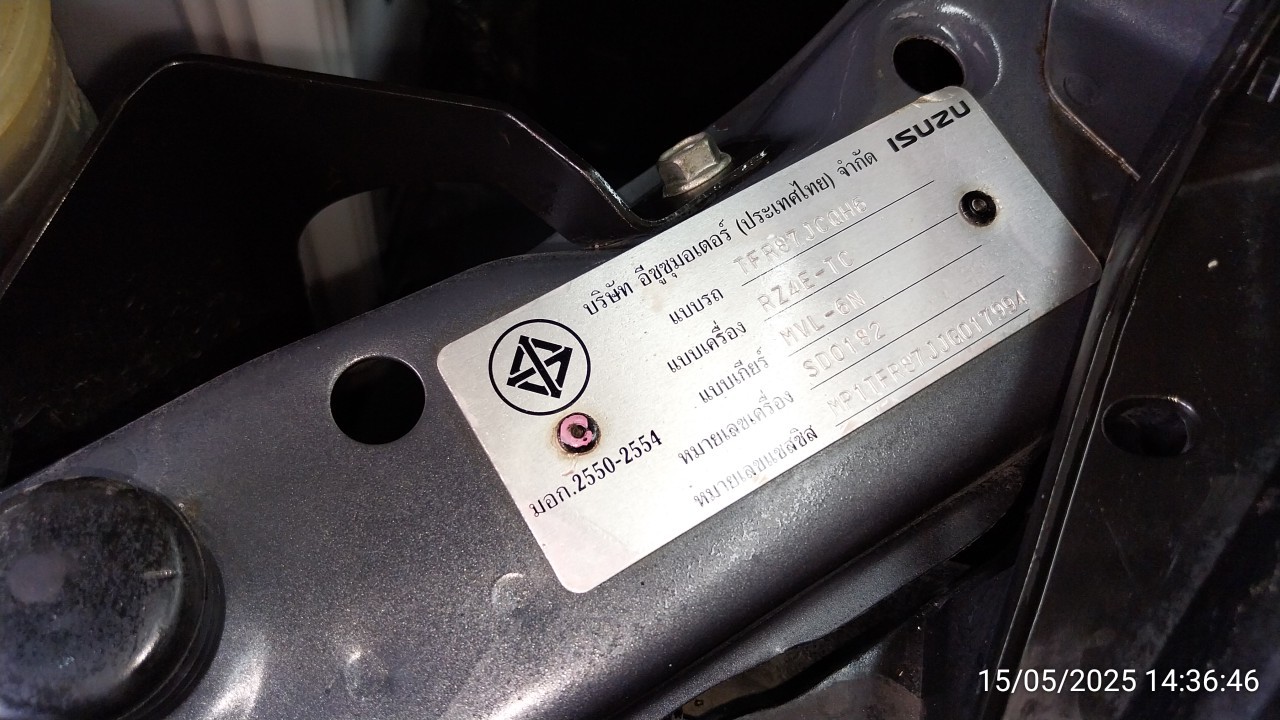 ISUZU
บริษัท อีซูซุมอเตอร์ (ประเทศไทย) จำกัด
แบบรถ TFR87JCRH6
แบบเครื่อง RZ4E-TC
แบบเกียร์ MVL-6N
หมายเลขเครื่อง SD0182
หมายเลขแชสซิส MP1TFR87JJG017994
มอก.2550-2554
15/05/2025 14:36:46